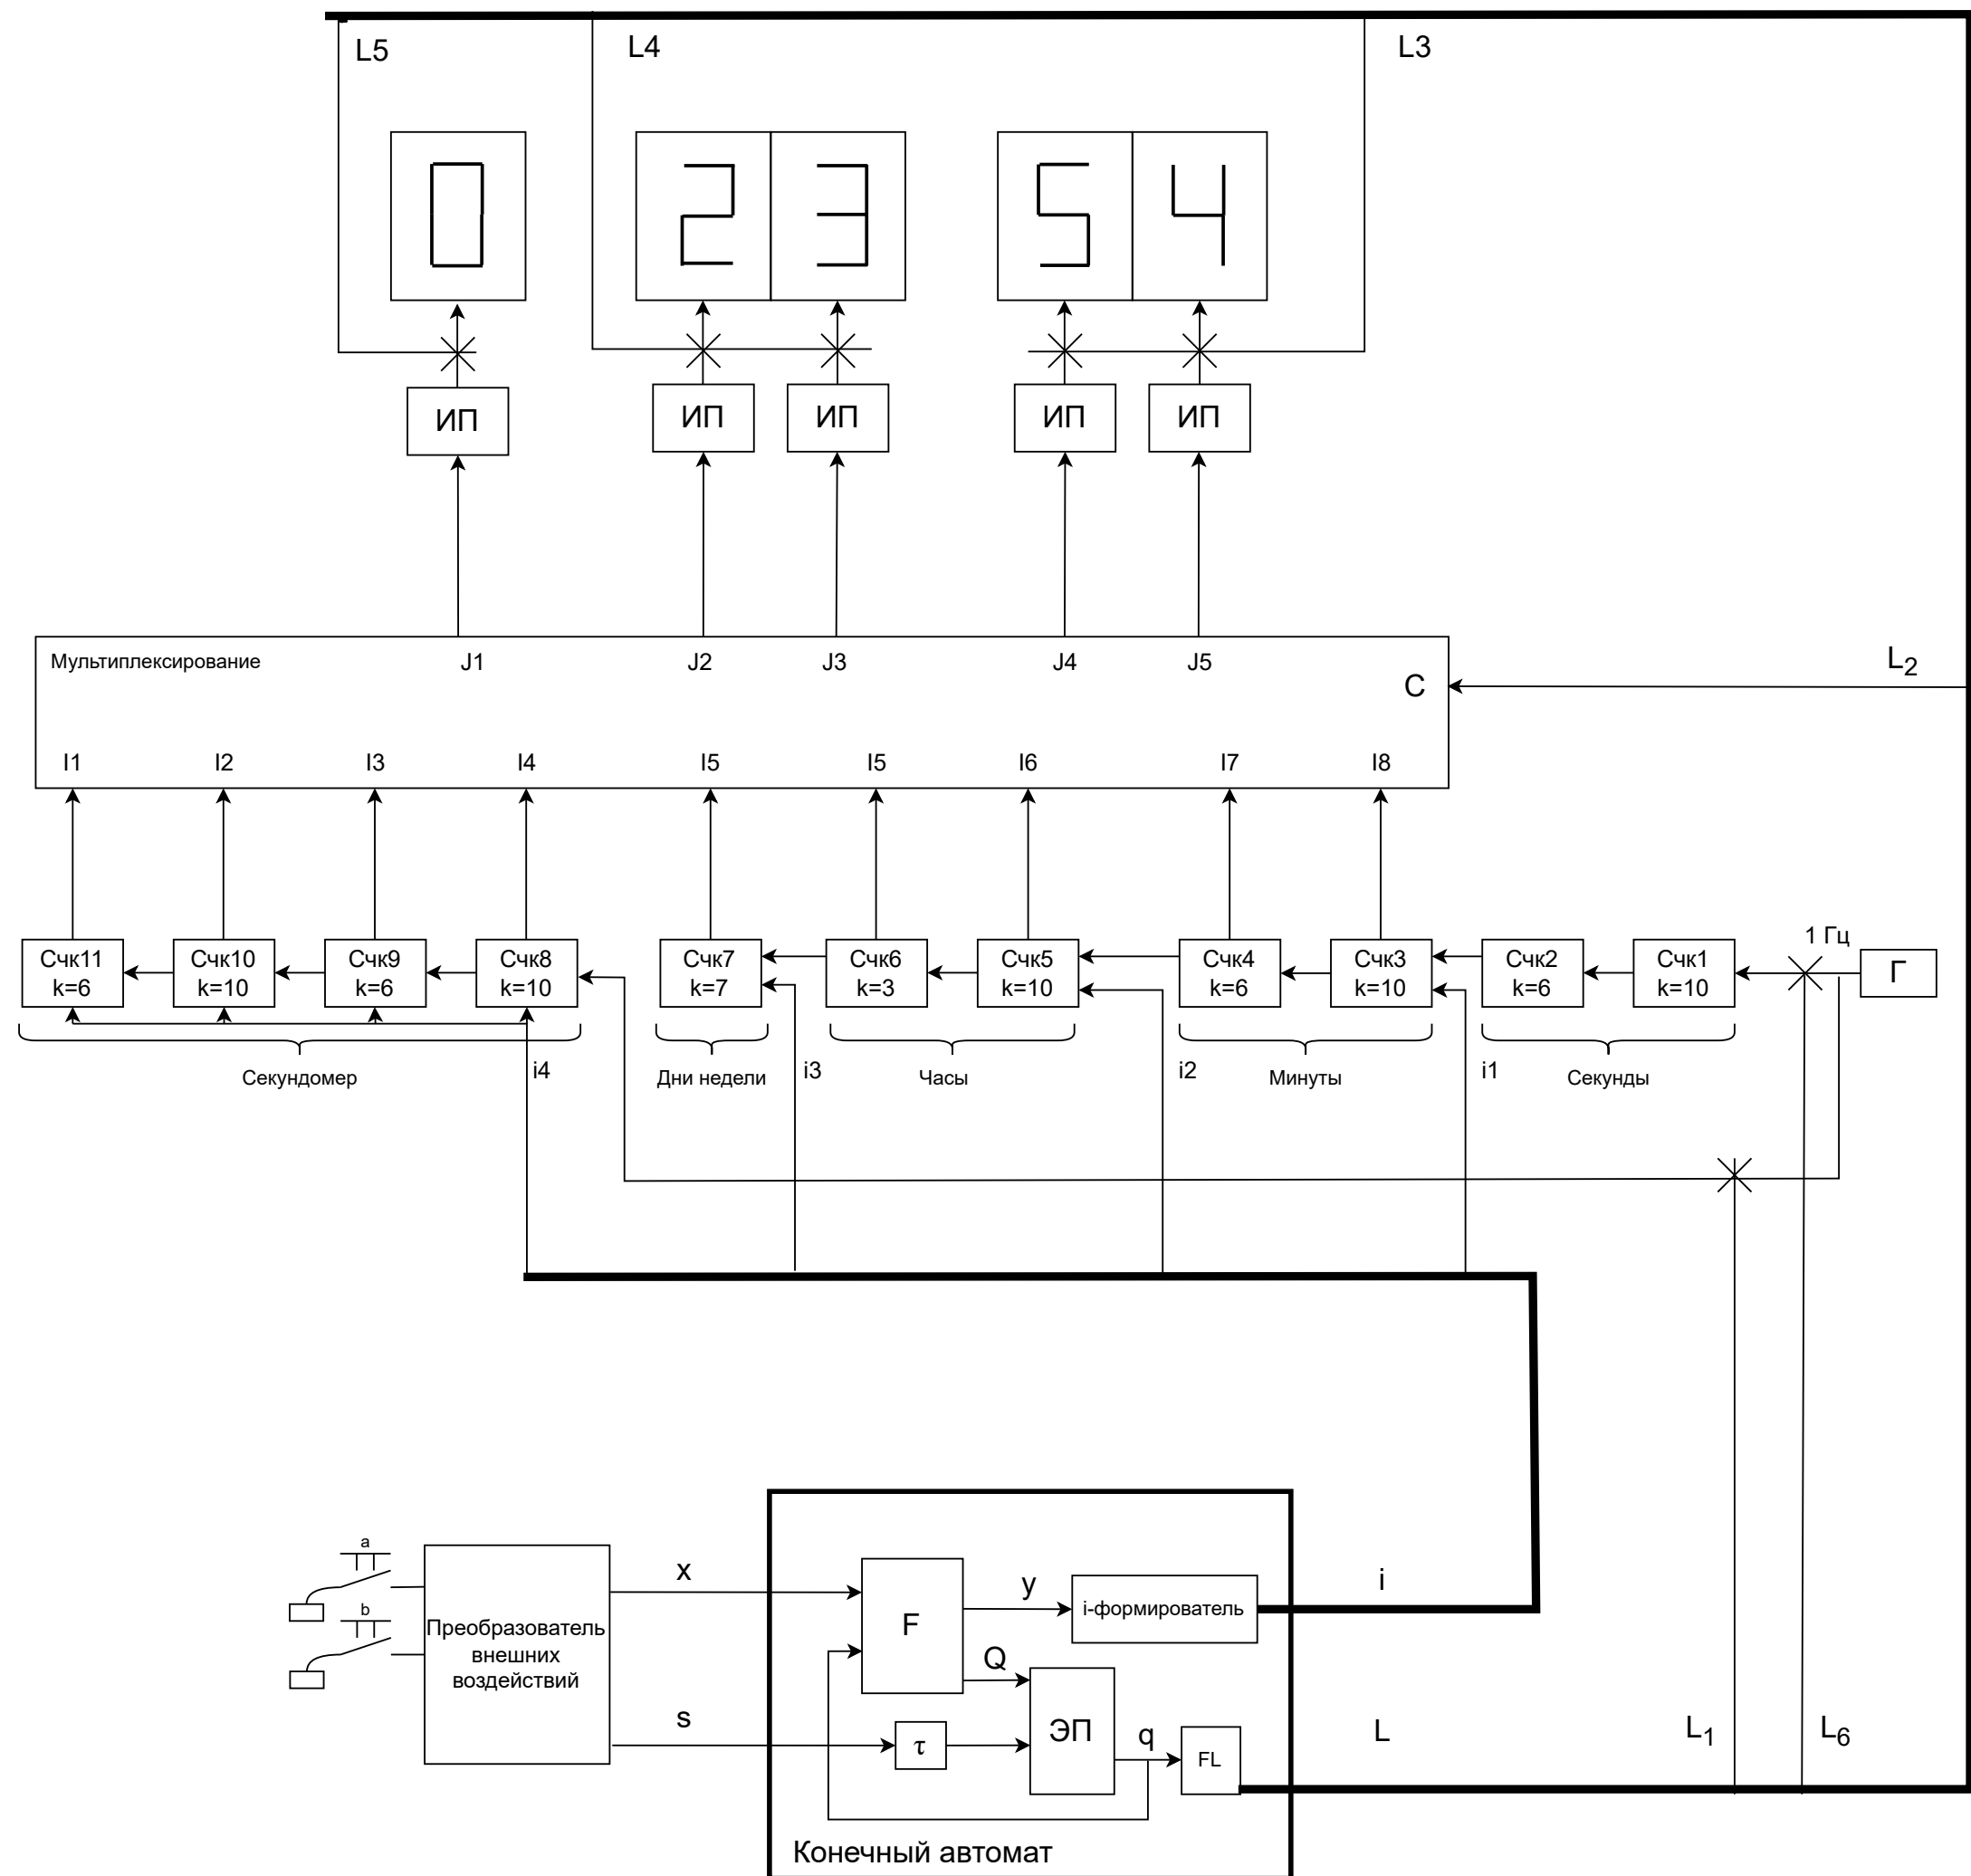 L5 L4 L3
0 2 3 5 4
ИП ИП ИП ИП ИП
Мультиплексирование J1 J2 J3 J4 J5
C
L2
I1 I2 I3 I4 I5 I5 I6 I7 I8
1 Гц
Счк11 Счк10 Счк9 Счк8 Счк7 Счк6 Счк5 Счк4 Счк3 Счк2 Счк1 Г
k=6 k=10 k=6 k=10 k=7 k=3 k=10 k=6 k=10 k=6 k=10
Секундомер i4 Дни недели i3 Часы i2 Минуты i1 Секунды
a
b
Преобразователь
внешних
воздействий
x
s
F
y
i-формирователь
i
Q
τ
ЭП
q
FL
L
L1
L6
Конечный автомат